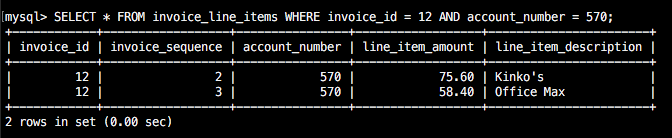 mysql> SELECT * FROM invoice_line_items WHERE invoice_id = 12 AND account_number = 570;
+------------+------------------+----------------+------------------+-----------------------+
| invoice_id | invoice_sequence | account_number | line_item_amount | line_item_description |
+------------+------------------+----------------+------------------+-----------------------+
| 12 | 2 | 570 | 75.60 | Kinko's |
| 12 | 3 | 570 | 58.40 | Office Max |
+------------+------------------+----------------+------------------+-----------------------+
2 rows in set (0.00 sec)